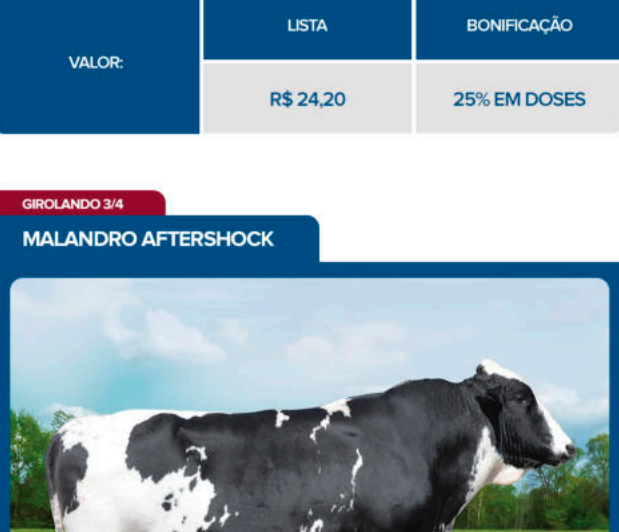 VALOR:
LISTA
BONIFICAÇÃO
R$ 24,20
25% EM DOSES
GIROLANDO 3/4
MALANDRO AFTERSHOCK